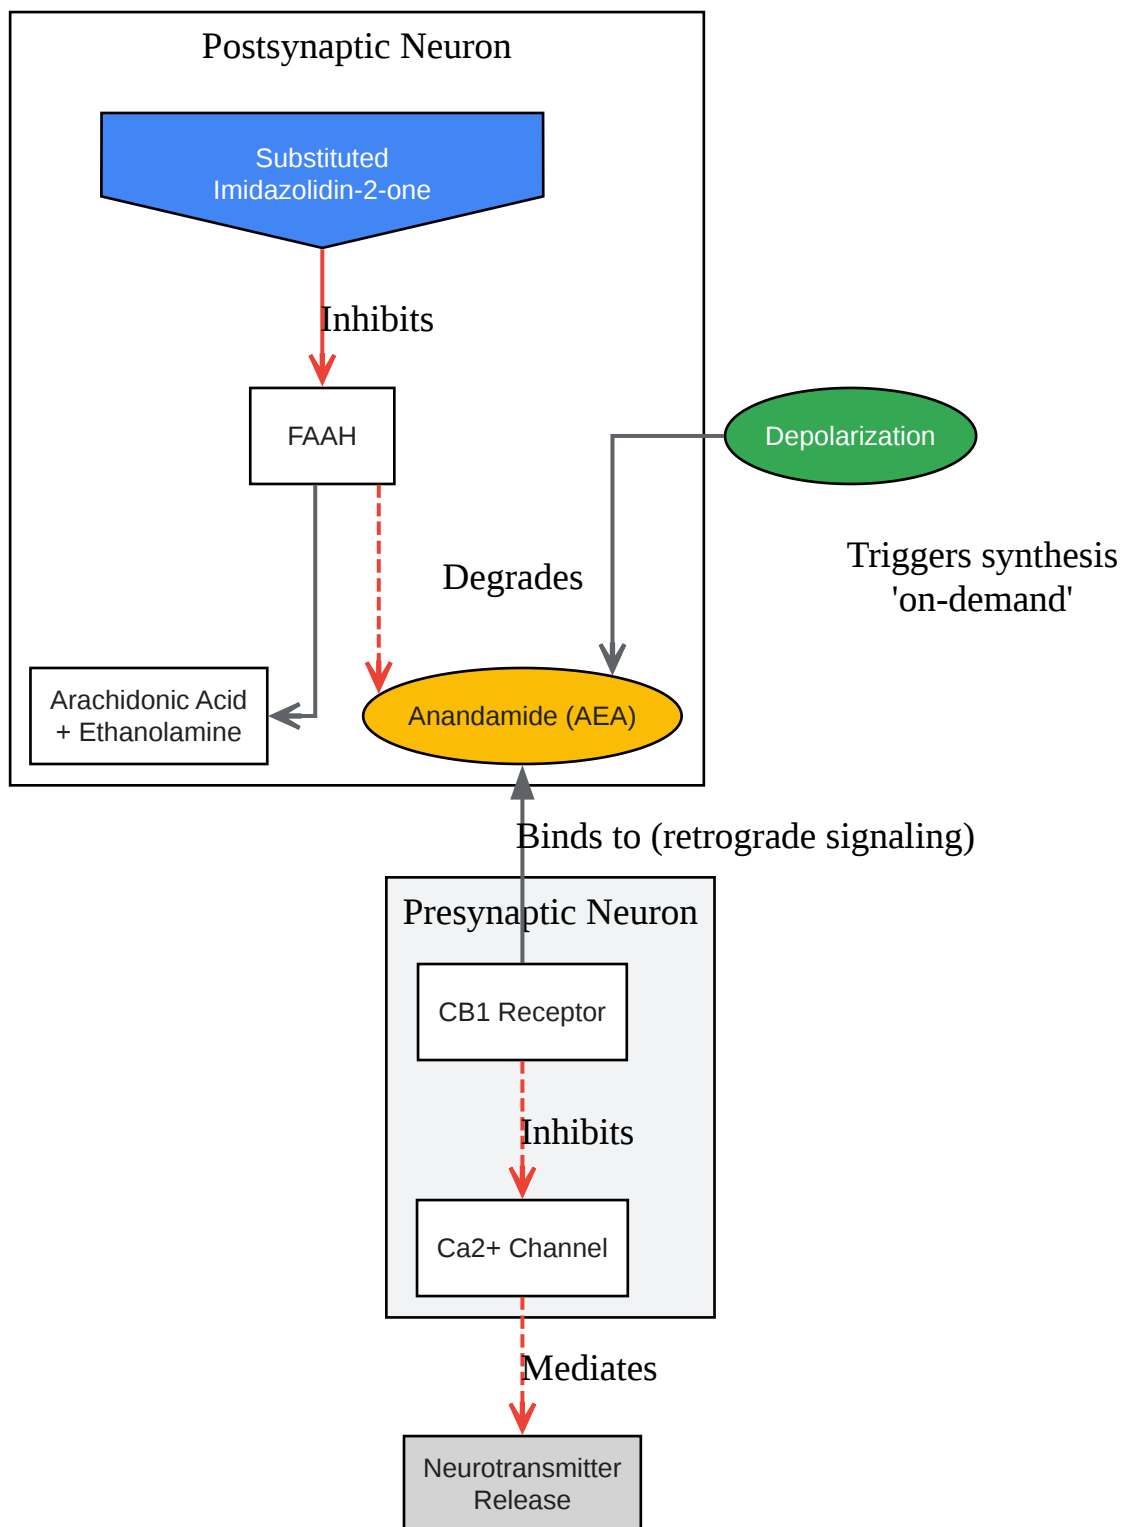 Postsynaptic Neuron
Substituted
Imidazolidin-2-one
Inhibits
FAAH
Depolarization
Degrades
Triggers synthesis
'on-demand'
Arachidonic Acid
+ Ethanolamine
Anandamide (AEA)
Binds to (retrograde signaling)
Presynaptic Neuron
CB1 Receptor
Inhibits
Ca2+ Channel
Mediates
Neurotransmitter
Release